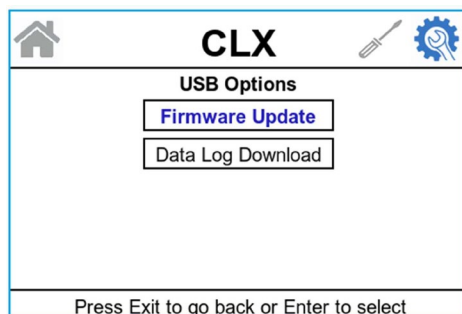 CLX
USB Options
Firmware Update
Data Log Download
Press Exit to go back or Enter to select